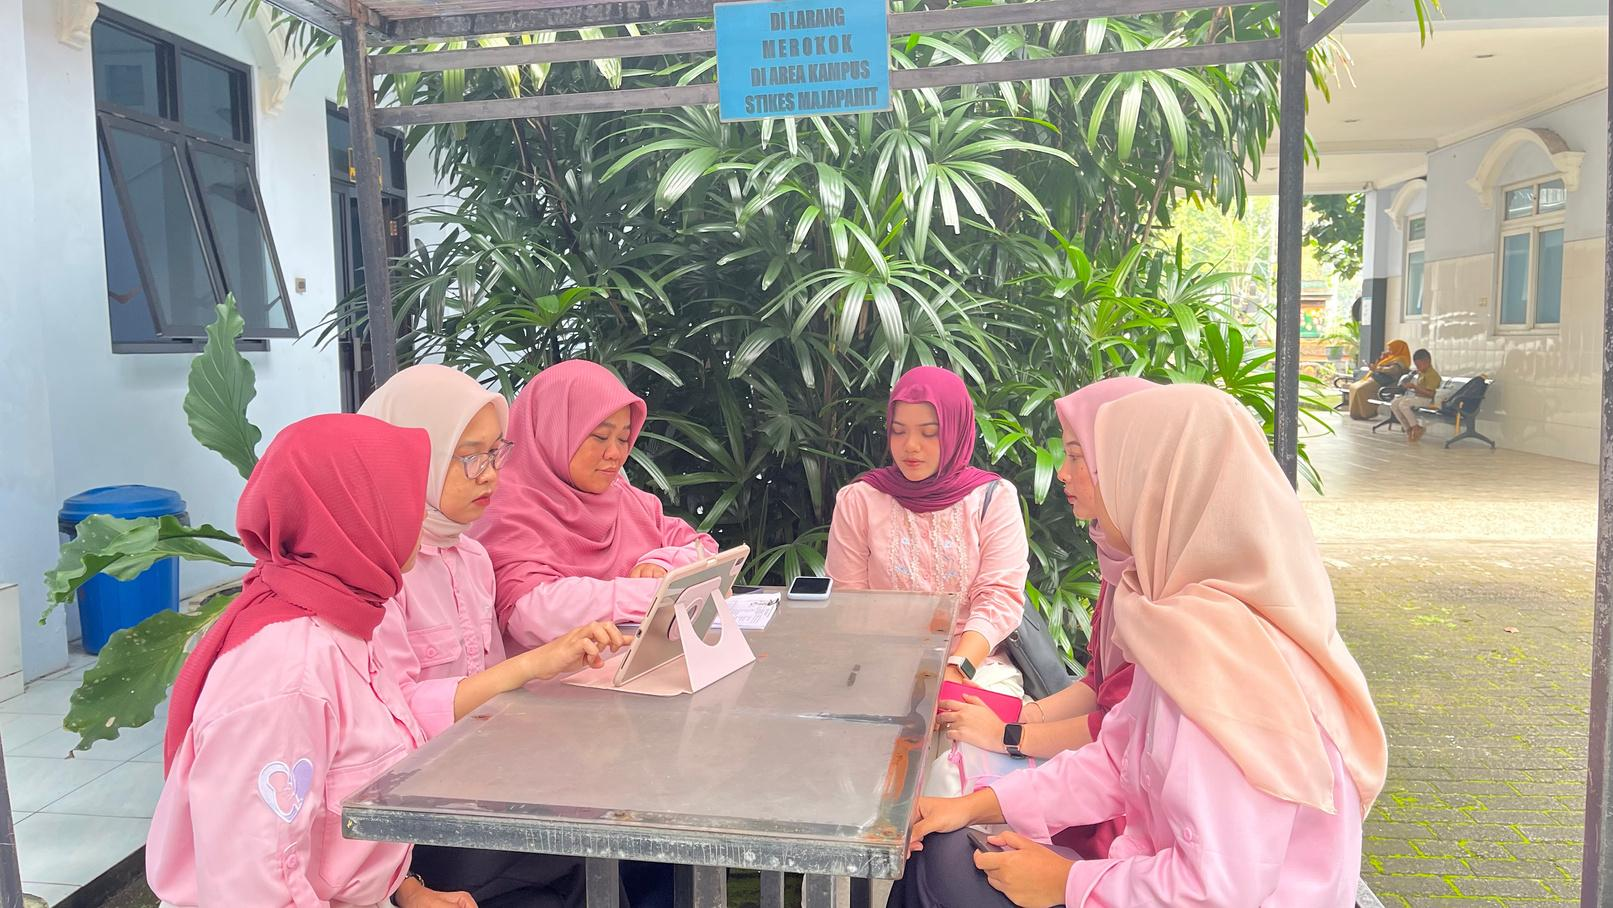 DI LARANG
MEROKOK
DI AREA KAMPUS
STIKES MAJAPAHIT